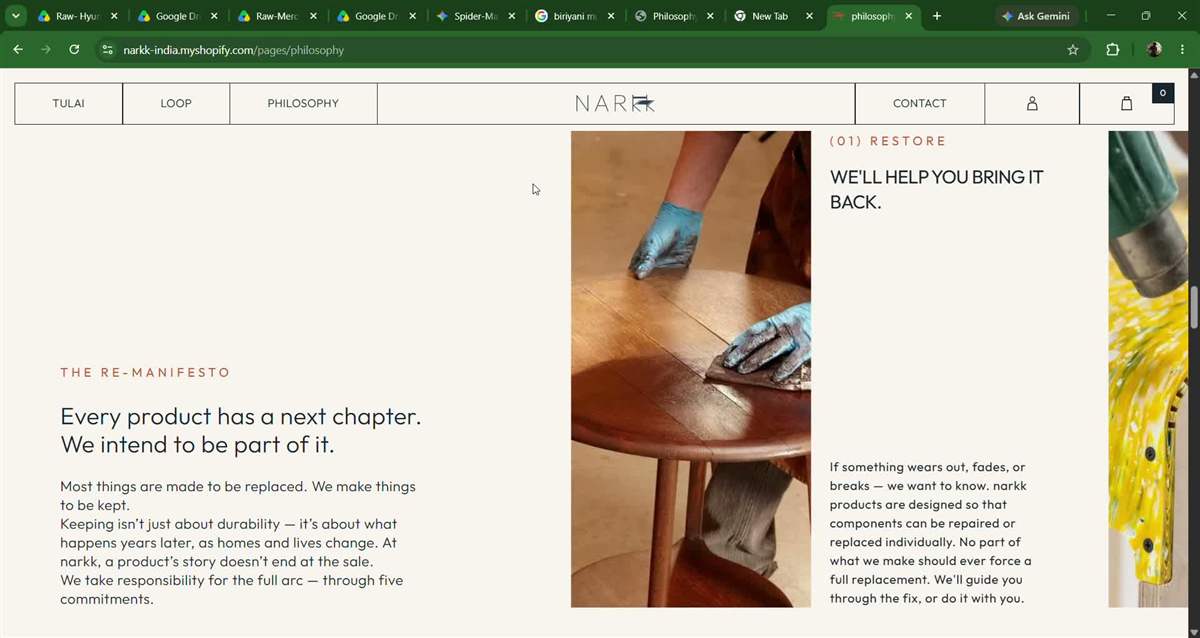 Raw- Hyun
Google Dr
Raw-Merc
Google Dr
Spider-Ma
biriyani m
Philosoph
New Tab
philosoph
Ask Gemini
narkk-india.myshopify.com/pages/philosophy
TULAI
LOOP
PHILOSOPHY
NARKK
CONTACT
0
THE RE-MANIFESTO
Every product has a next chapter.
We intend to be part of it.
Most things are made to be replaced. We make things
to be kept.
Keeping isn't just about durability — it's about what
happens years later, as homes and lives change. At
narkk, a product's story doesn't end at the sale.
We take responsibility for the full arc — through five
commitments.
(01) RESTORE
WE'LL HELP YOU BRING IT
BACK.
If something wears out, fades, or
breaks — we want to know. narkk
products are designed so that
components can be repaired or
replaced individually. No part of
what we make should ever force a
full replacement. We'll guide you
through the fix, or do it with you.